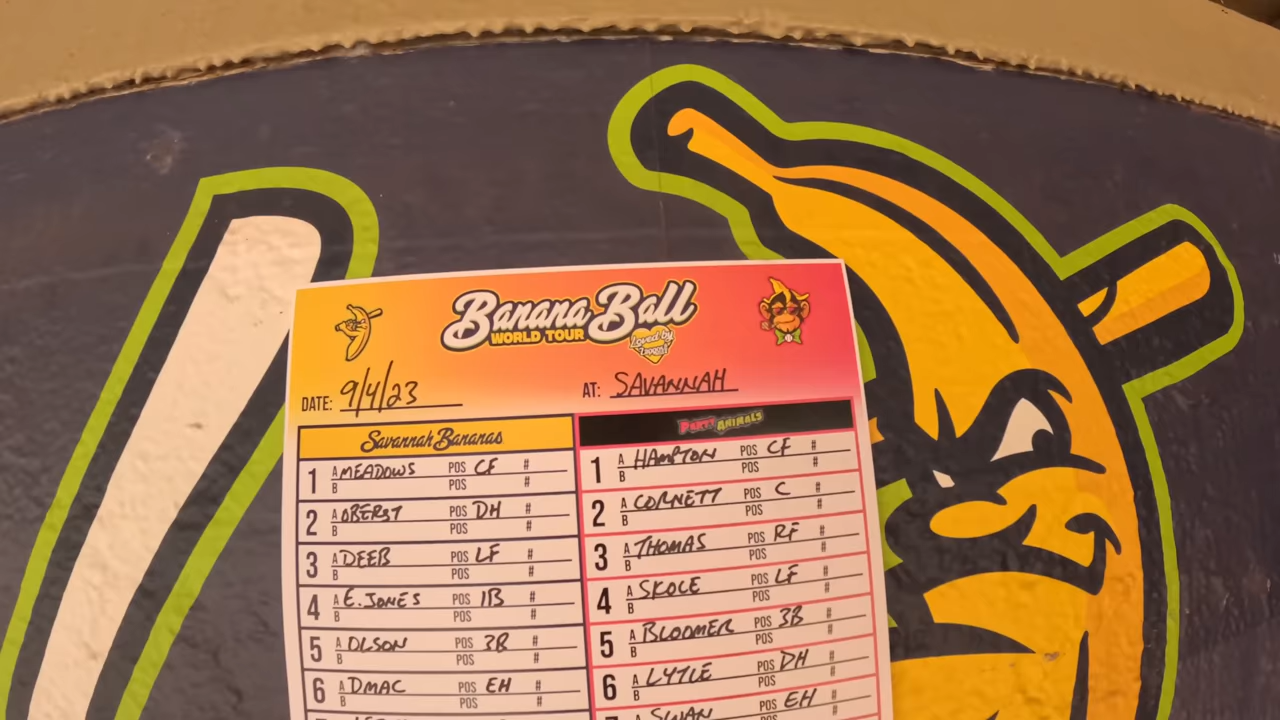 Banana Ball
WORLD TOUR
Loved by
DATE: 9/4/23 AT: SAVANNAH
Savannah Bananas
1 A MEADOWS POS CF #
B POS #
2 A OBERST POS DH #
B POS #
3 A DEEB POS LF #
B POS #
4 A E. JONES POS 1B #
B POS #
5 A OLSON POS 3B #
B POS #
6 A DMAC POS EH #
B POS #
PARTY ANIMALS
1 A HAMPTON POS CF #
B POS #
2 A CORNETT POS C #
B POS #
3 A THOMAS POS RF #
B POS #
4 A SKOLE POS LF #
B POS #
5 A BLOOMER POS 3B #
B POS #
6 A LYTLE POS DH #
B POS #
A SWAN POS EH #